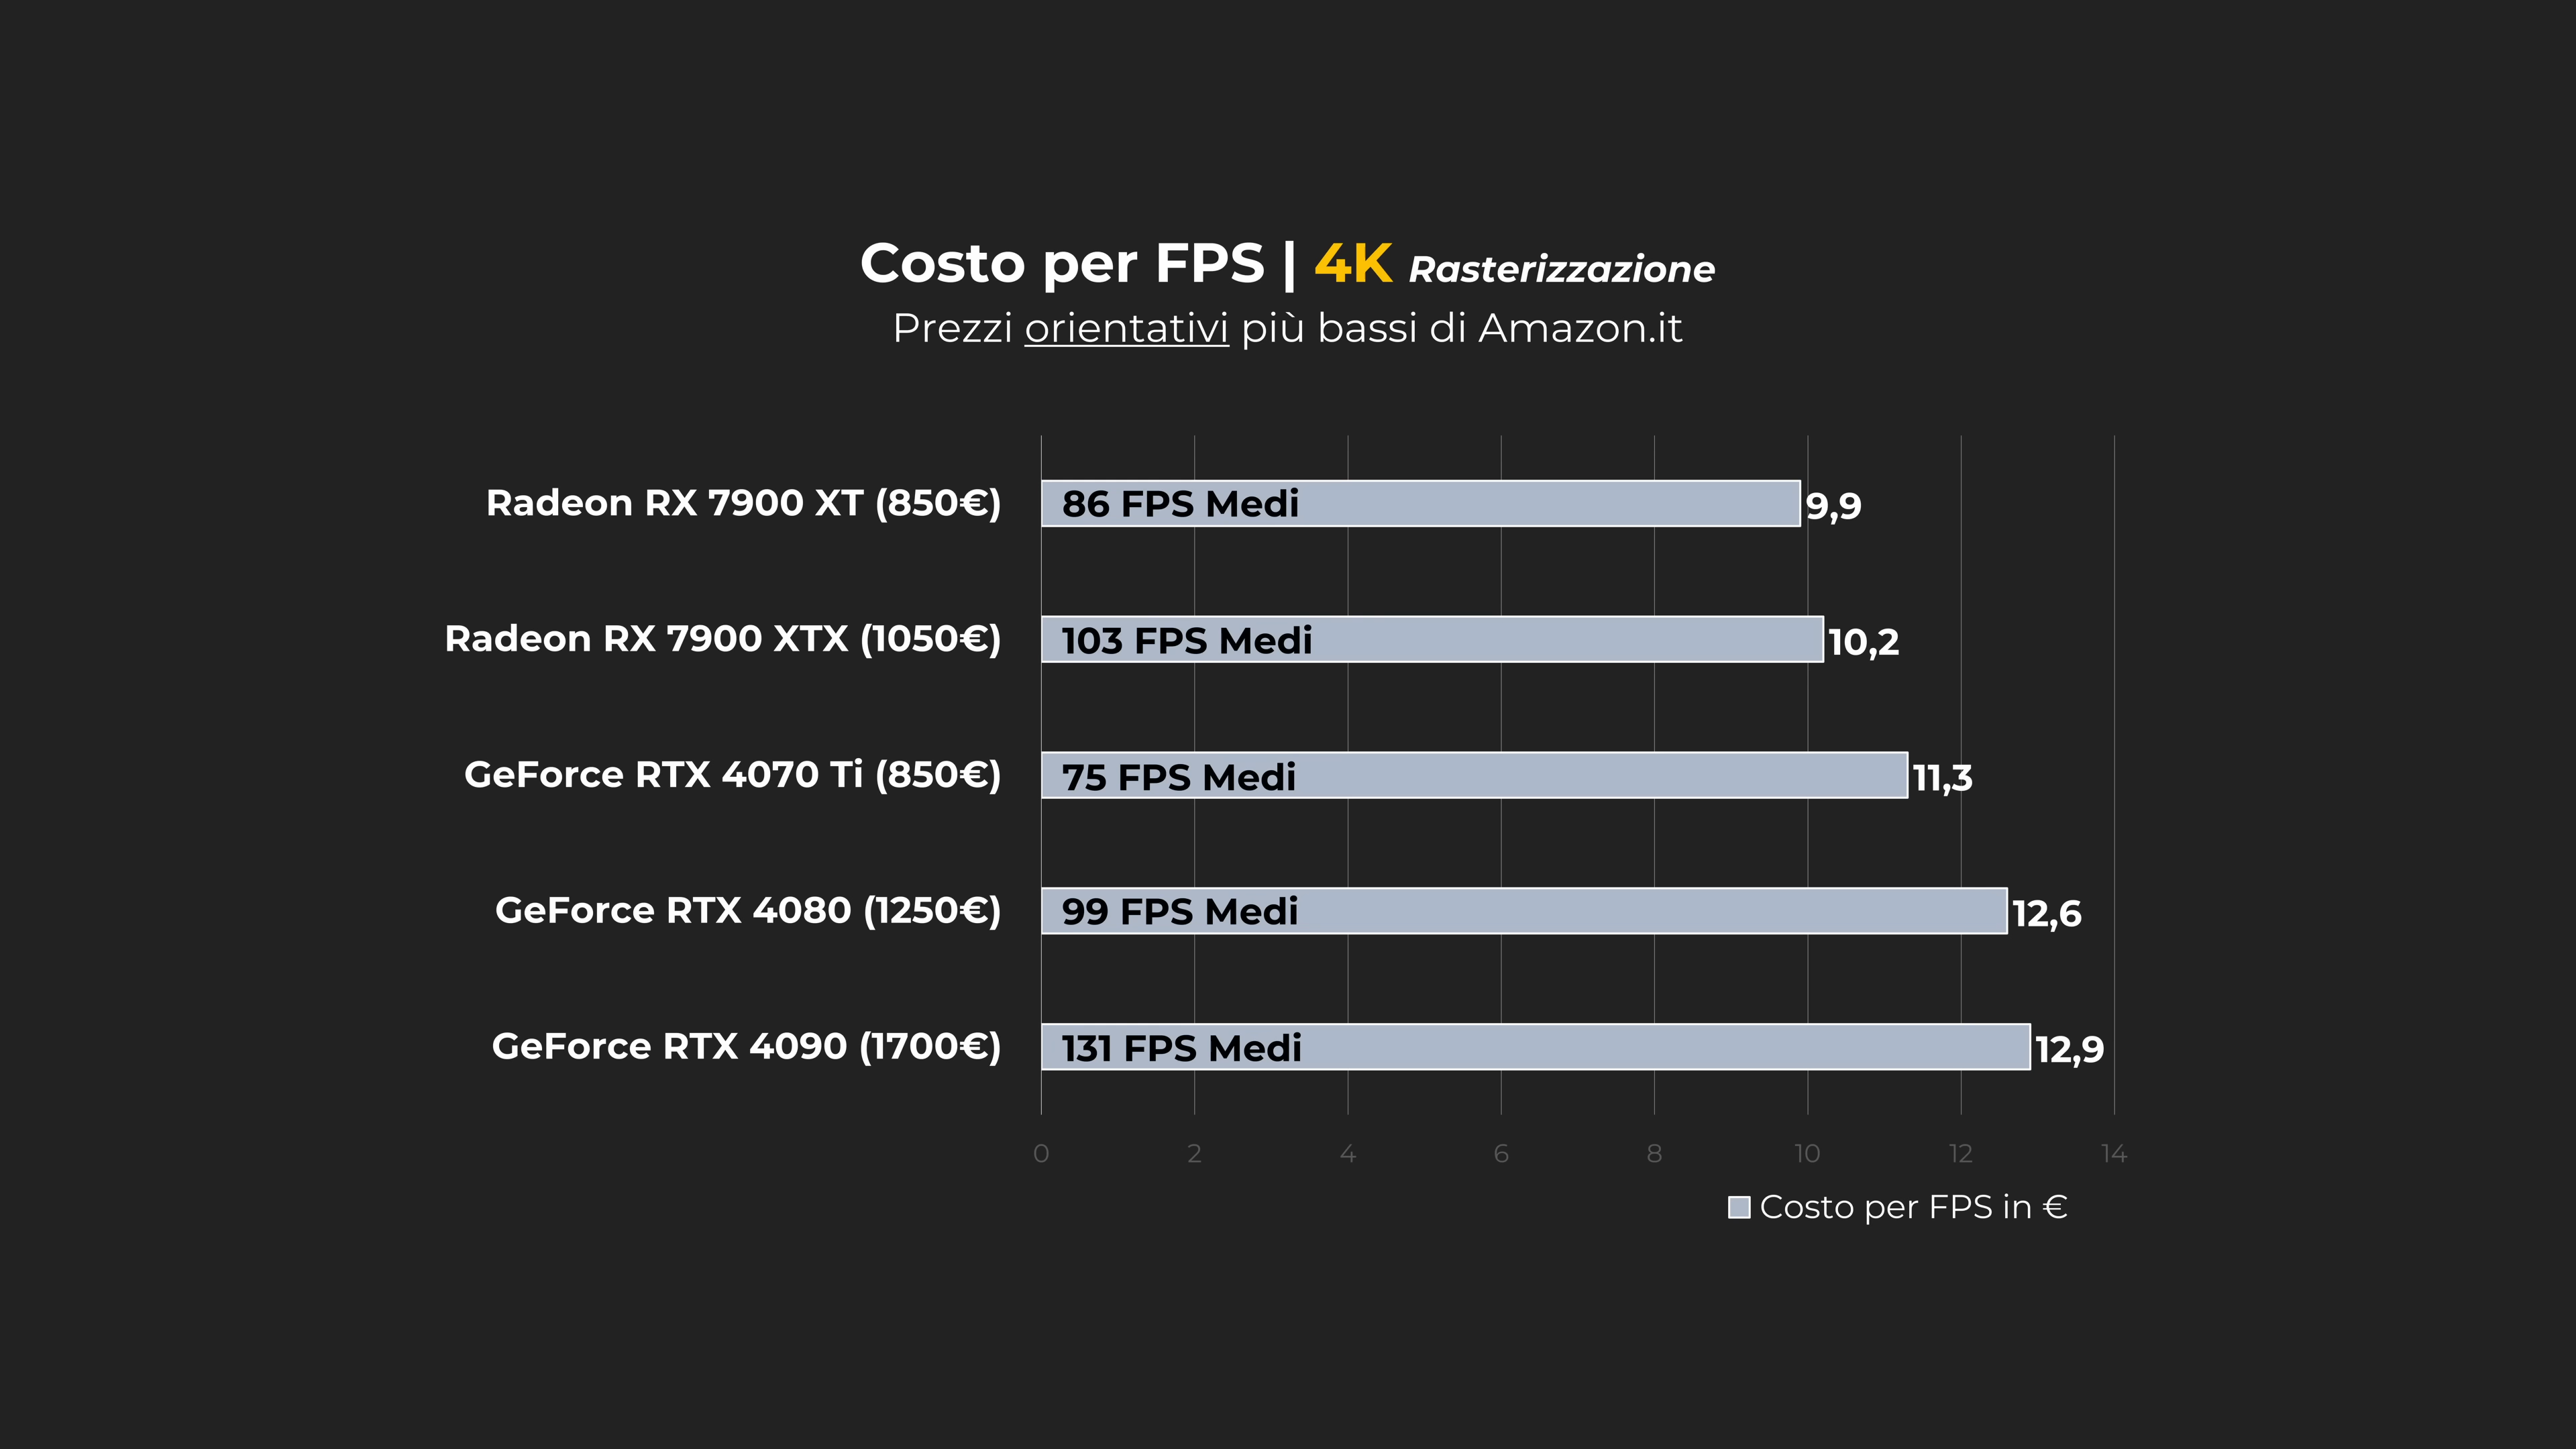 Costo per FPS | 4K Rasterizzazione
Prezzi orientativi più bassi di Amazon.it
Radeon RX 7900 XT (850€) 86 FPS Medi 9,9
Radeon RX 7900 XTX (1050€) 103 FPS Medi 10,2
GeForce RTX 4070 Ti (850€) 75 FPS Medi 11,3
GeForce RTX 4080 (1250€) 99 FPS Medi 12,6
GeForce RTX 4090 (1700€) 131 FPS Medi 12,9
0 2 4 6 8 10 12 14
Costo per FPS in €